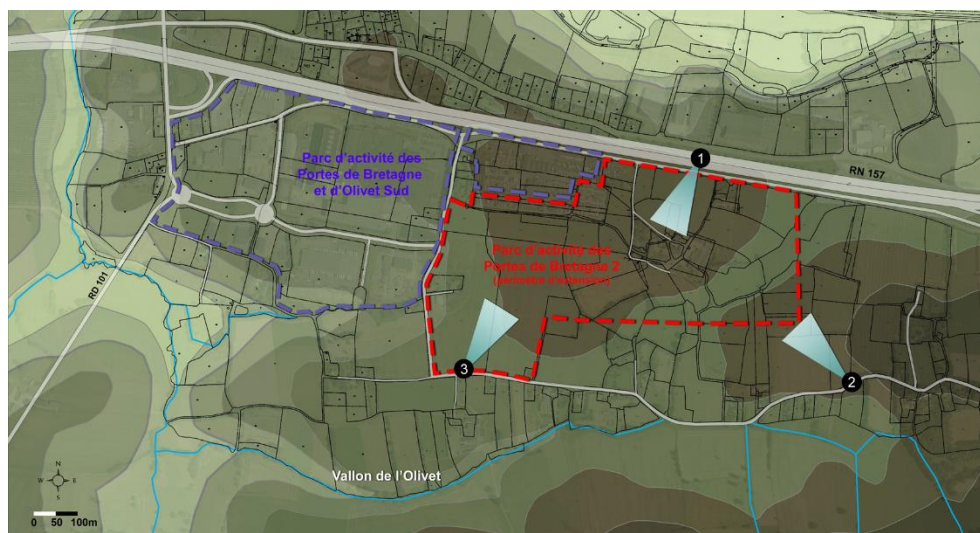 1
RN 157
Parc d'activité des
Portes de Bretagne
et d'Olivet Sud
Parc d'activité des
Portes de Bretagne 2
(périmètre d'extension)
RD 101
3
2
Vallon de l'Olivet
N
W E
S
0 50 100m